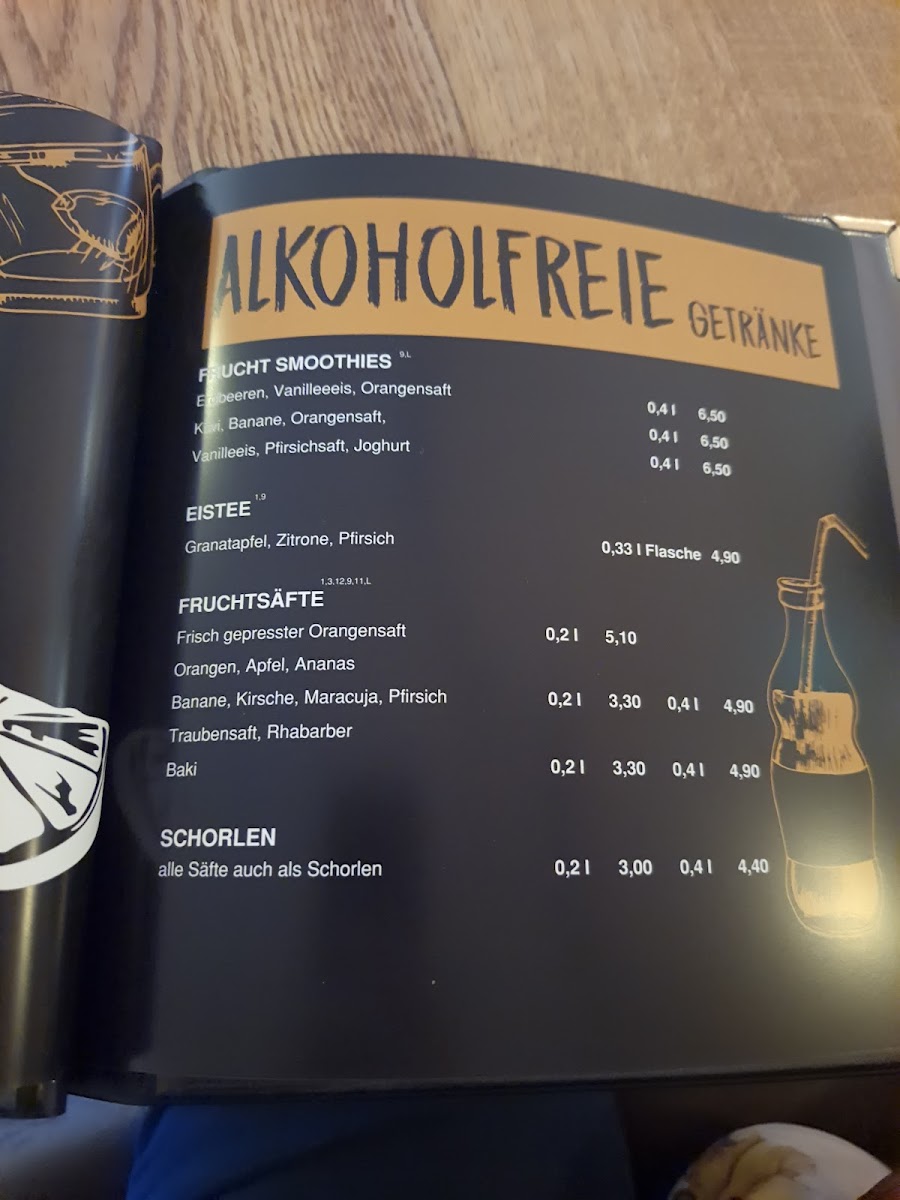 ALKOHOLFREIE GETRÄNKE
FRUCHT SMOOTHIES 9,L
Erdbeeren, Vanilleeeis, Orangensaft 0,4 l 6,50
Kiwi, Banane, Orangensaft, 0,4 l 6,50
Vanilleeis, Pfirsichsaft, Joghurt 0,4 l 6,50
EISTEE 1,9
Granatapfel, Zitrone, Pfirsich 0,33 l Flasche 4,90
FRUCHTSÄFTE 1,3,12,9,11,L
Frisch gepresster Orangensaft 0,2 l 5,10
Orangen, Apfel, Ananas
Banane, Kirsche, Maracuja, Pfirsich 0,2 l 3,30 0,4 l 4,90
Traubensaft, Rhabarber
Baki 0,2 l 3,30 0,4 l 4,90
SCHORLEN
alle Säfte auch als Schorlen 0,2 l 3,00 0,4 l 4,40